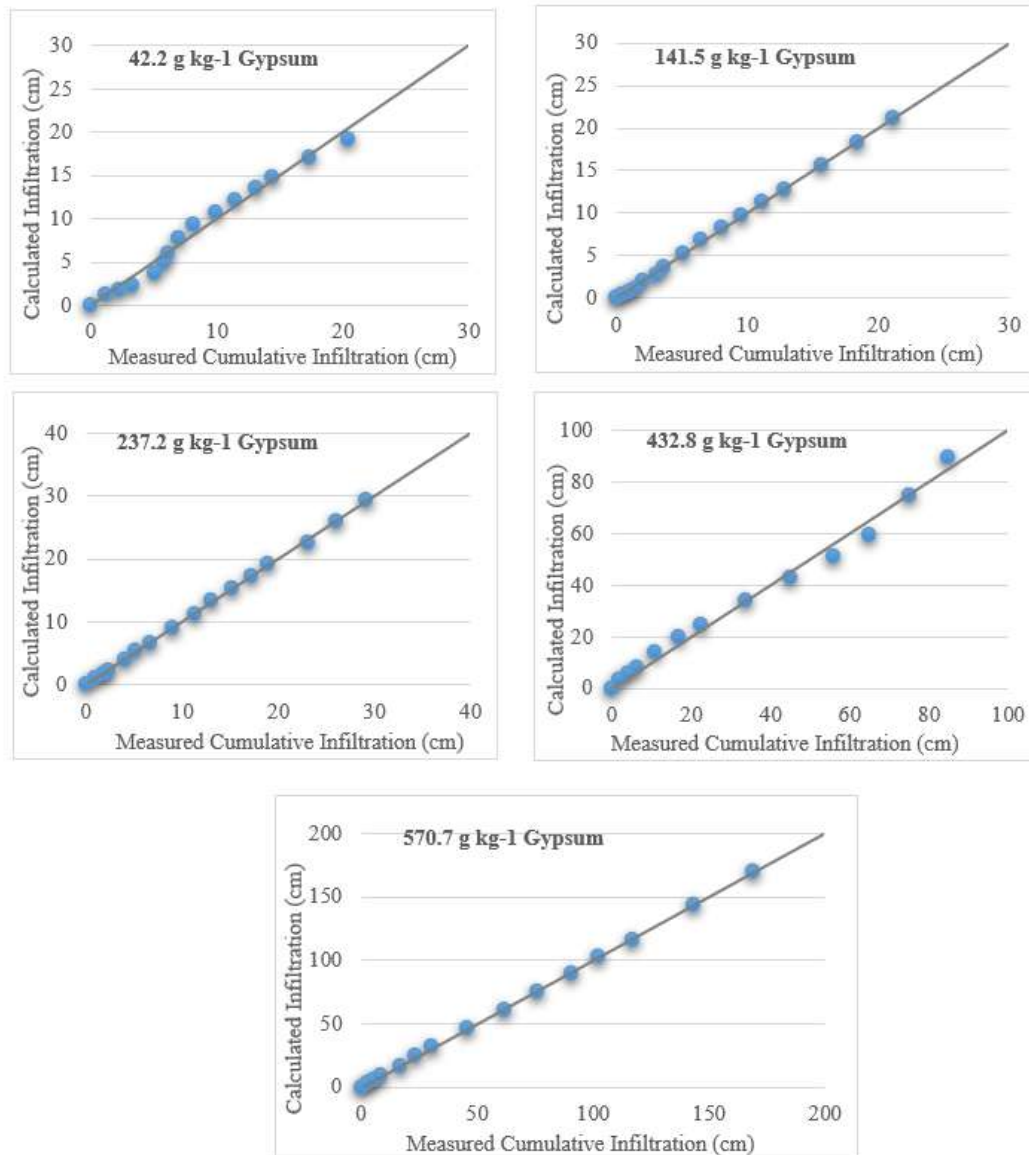 42.2 g kg-1 Gypsum
Calculated Infiltration (cm)
30
25
20
15
10
5
0
0 10 20 30
Measured Cumulative Infiltration (cm)
141.5 g kg-1 Gypsum
Calculated Infiltration (cm)
30
25
20
15
10
5
0
0 10 20 30
Measured Cumulative Infiltration (cm)
237.2 g kg-1 Gypsum
Calculated Infiltration (cm)
40
30
20
10
0
0 10 20 30 40
Measured Cumulative Infiltration (cm)
432.8 g kg-1 Gypsum
Calculated Infiltration (cm)
100
80
60
40
20
0
0 20 40 60 80 100
Measured Cumulative Infiltration (cm)
570.7 g kg-1 Gypsum
Calculated Infiltration (cm)
200
150
100
50
0
0 50 100 150 200
Measured Cumulative Infiltration (cm)